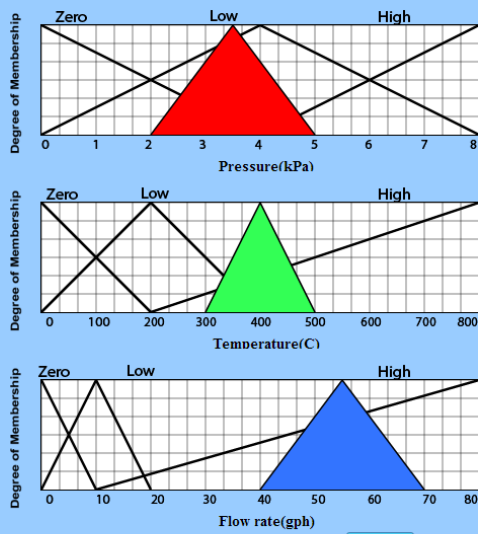 Zero Low High
Degree of Membership
0 1 2 3 4 5 6 7 8
Pressure(kPa)
Zero Low High
Degree of Membership
0 100 200 300 400 500 600 700 800
Temperature(C)
Zero Low High
Degree of Membership
0 10 20 30 40 50 60 70 80
Flow rate(gph)